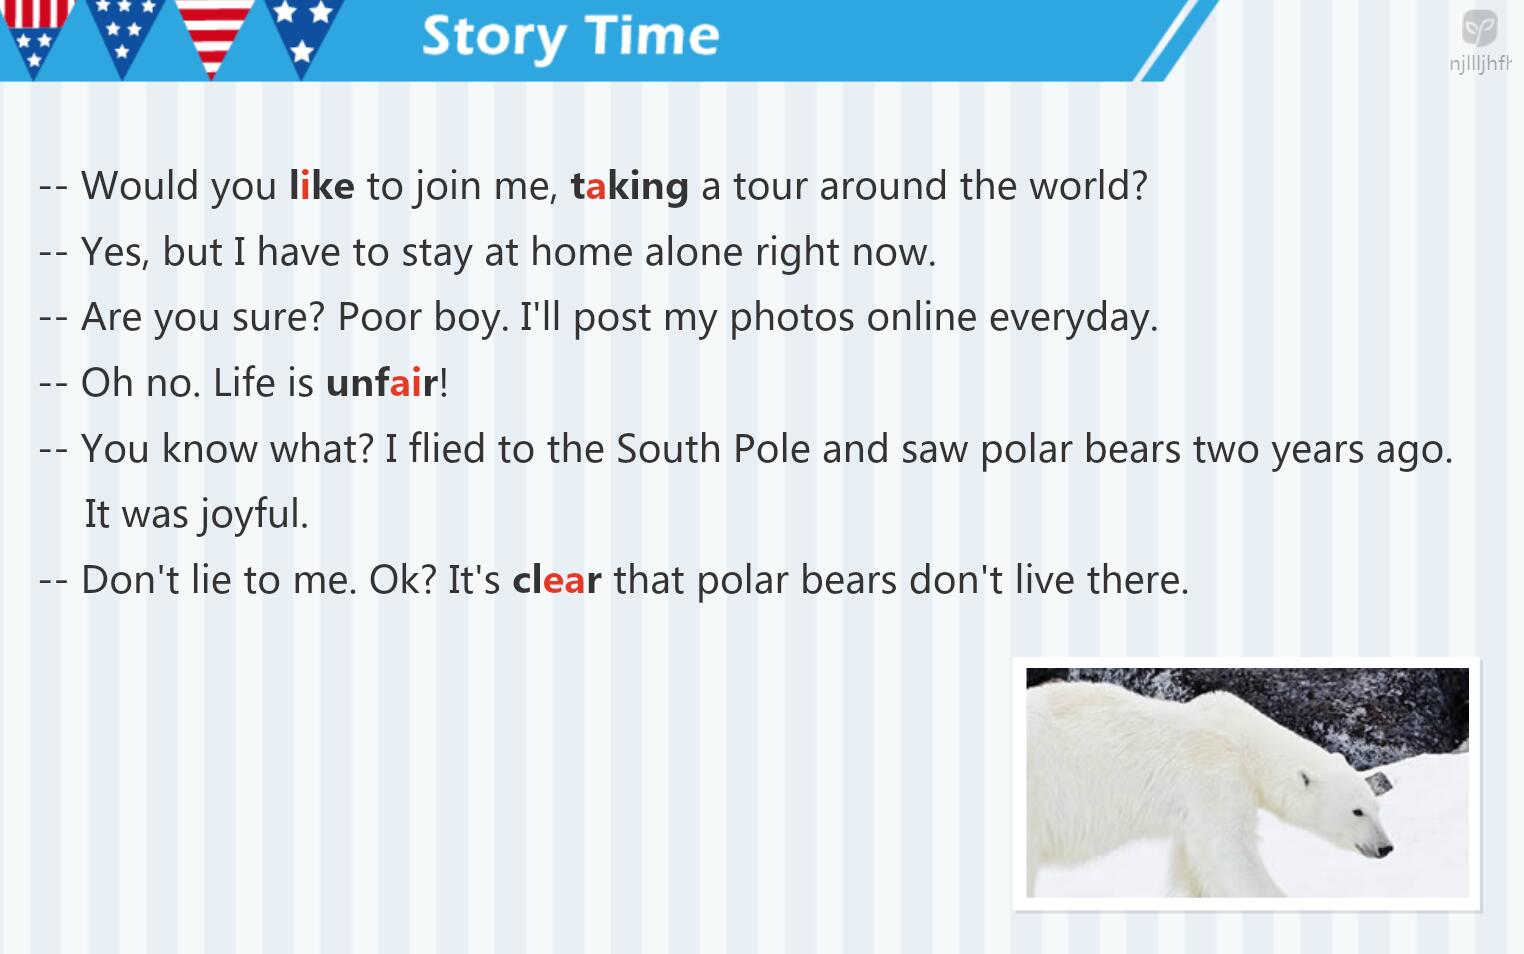 Story Time
njllljhfh
-- Would you like to join me, taking a tour around the world?
-- Yes, but I have to stay at home alone right now.
-- Are you sure? Poor boy. I'll post my photos online everyday.
-- Oh no. Life is unfair!
-- You know what? I flied to the South Pole and saw polar bears two years ago.
It was joyful.
-- Don't lie to me. Ok? It's clear that polar bears don't live there.